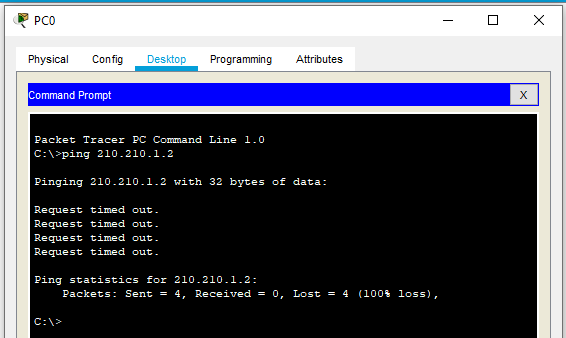 PC0
Physical Config Desktop Programming Attributes
Command Prompt X
Packet Tracer PC Command Line 1.0
C:\>ping 210.210.1.2
Pinging 210.210.1.2 with 32 bytes of data:
Request timed out.
Request timed out.
Request timed out.
Request timed out.
Ping statistics for 210.210.1.2:
Packets: Sent = 4, Received = 0, Lost = 4 (100% loss),
C:\>